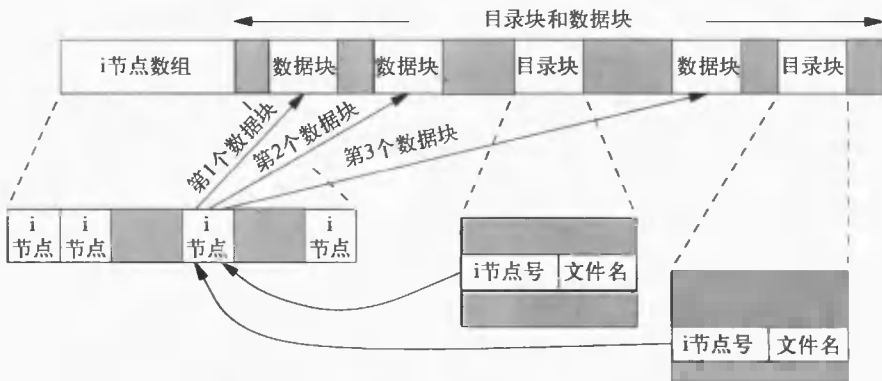 目录块和数据块
i节点数组
数据块
数据块
目录块
数据块
目录块
第1个数据块
第2个数据块
第3个数据块
i
节点
i
节点
i
节点
i
节点
i节点号
文件名
i节点号
文件名